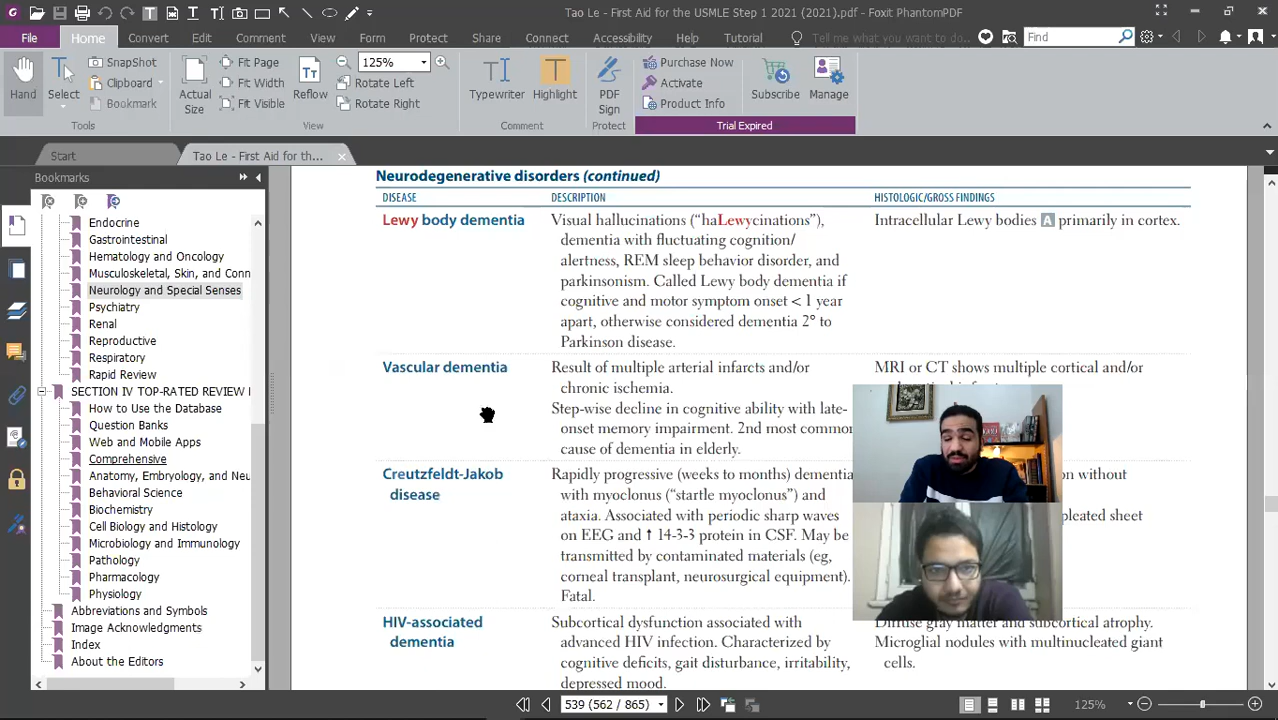 Tao Le - First Aid for the USMLE Step 1 2021 (2021).pdf - Foxit PhantomPDF
File Home Convert Edit Comment View Form Protect Share Connect Accessibility Help Tutorial Tell me what you want to do... Find
Hand
Select
SnapShot
Clipboard
Bookmark
Tools
Actual Size
Fit Page
Fit Width
Fit Visible
Reflow
125%
Rotate Left
Rotate Right
View
Typewriter
Highlight
Comment
PDF Sign
Protect
Purchase Now
Activate
Product Info
Subscribe
Manage
Trial Expired
Start
Tao Le - First Aid for th...
Bookmarks
Endocrine
Gastrointestinal
Hematology and Oncology
Musculoskeletal, Skin, and Conn
Neurology and Special Senses
Psychiatry
Renal
Reproductive
Respiratory
Rapid Review
SECTION IV TOP-RATED REVIEW
How to Use the Database
Question Banks
Web and Mobile Apps
Comprehensive
Anatomy, Embryology, and Neu
Behavioral Science
Biochemistry
Cell Biology and Histology
Microbiology and Immunology
Pathology
Pharmacology
Physiology
Abbreviations and Symbols
Image Acknowledgments
Index
About the Editors
Neurodegenerative disorders (continued)
DISEASE DESCRIPTION HISTOLOGIC/GROSS FINDINGS
Lewy body dementia
Visual hallucinations (“haLewycinations”),
dementia with fluctuating cognition/
alertness, REM sleep behavior disorder, and
parkinsonism. Called Lewy body dementia if
cognitive and motor symptom onset < 1 year
apart, otherwise considered dementia 2° to
Parkinson disease.
Intracellular Lewy bodies A primarily in cortex.
Vascular dementia
Result of multiple arterial infarcts and/or
chronic ischemia.
Step-wise decline in cognitive ability with late-
onset memory impairment. 2nd most common
cause of dementia in elderly.
MRI or CT shows multiple cortical and/or
Creutzfeldt-Jakob
disease
Rapidly progressive (weeks to months) dementia
with myoclonus (“startle myoclonus”) and
ataxia. Associated with periodic sharp waves
on EEG and ↑ 14-3-3 protein in CSF. May be
transmitted by contaminated materials (eg,
corneal transplant, neurosurgical equipment).
Fatal.
without
pleated sheet
HIV-associated
dementia
Subcortical dysfunction associated with
advanced HIV infection. Characterized by
cognitive deficits, gait disturbance, irritability,
depressed mood.
Diffuse gray matter and subcortical atrophy.
Microglial nodules with multinucleated giant
cells.
539 (562 / 865)
125%